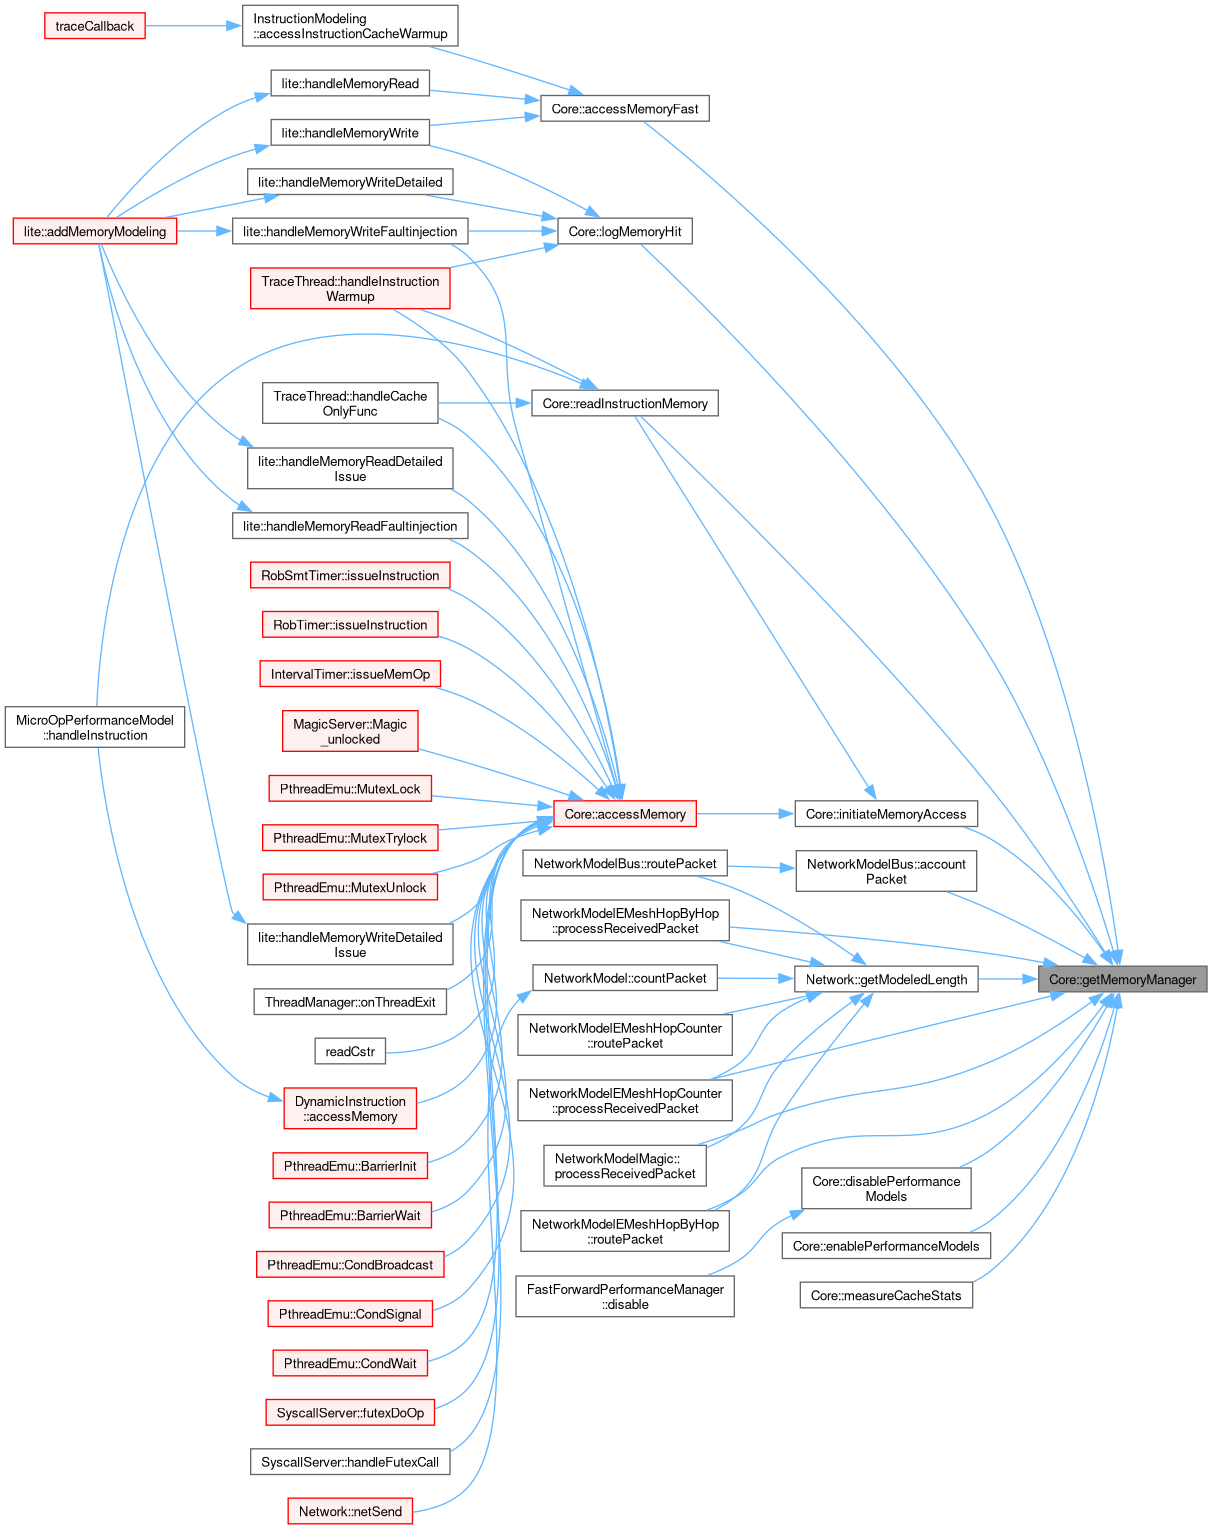 traceCallback
InstructionModeling
::accessInstructionCacheWarmup
lite::handleMemoryRead
Core::accessMemoryFast
lite::handleMemoryWrite
lite::handleMemoryWriteDetailed
lite::addMemoryModeling
lite::handleMemoryWriteFaultinjection
Core::logMemoryHit
TraceThread::handleInstruction
Warmup
TraceThread::handleCache
OnlyFunc
Core::readInstructionMemory
lite::handleMemoryReadDetailed
Issue
lite::handleMemoryReadFaultinjection
RobSmtTimer::issueInstruction
RobTimer::issueInstruction
IntervalTimer::issueMemOp
MicroOpPerformanceModel
::handleInstruction
MagicServer::Magic
_unlocked
PthreadEmu::MutexLock
Core::accessMemory
Core::initiateMemoryAccess
PthreadEmu::MutexTrylock
PthreadEmu::MutexUnlock
NetworkModelBus::routePacket
NetworkModelBus::account
Packet
NetworkModelEMeshHopByHop
::processReceivedPacket
lite::handleMemoryWriteDetailed
Issue
NetworkModel::countPacket
Network::getModeledLength
Core::getMemoryManager
ThreadManager::onThreadExit
NetworkModelEMeshHopCounter
::routePacket
readCstr
NetworkModelEMeshHopCounter
::processReceivedPacket
DynamicInstruction
::accessMemory
NetworkModelMagic::
processReceivedPacket
PthreadEmu::BarrierInit
Core::disablePerformance
Models
PthreadEmu::BarrierWait
NetworkModelEMeshHopByHop
::routePacket
Core::enablePerformanceModels
PthreadEmu::CondBroadcast
FastForwardPerformanceManager
::disable
Core::measureCacheStats
PthreadEmu::CondSignal
PthreadEmu::CondWait
SyscallServer::futexDoOp
SyscallServer::handleFutexCall
Network::netSend